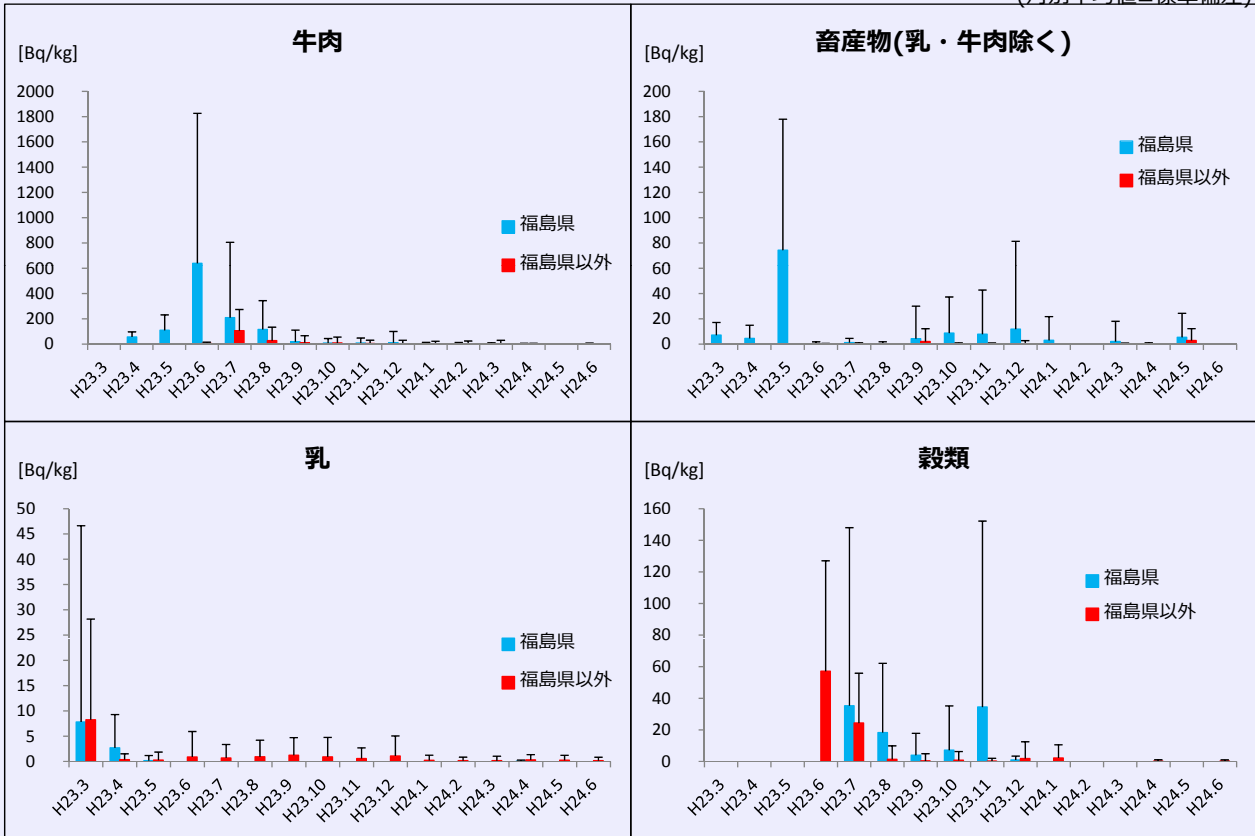 牛肉
[Bq/kg]
2000
1800
1600
1400
1200
1000
800
600
400
200
0
福島県
福島県以外
H23.3
H23.4
H23.5
H23.6
H23.7
H23.8
H23.9
H23.10
H23.11
H23.12
H24.1
H24.2
H24.3
H24.4
H24.5
H24.6
畜産物(乳・牛肉除く)
[Bq/kg]
200
180
160
140
120
100
80
60
40
20
0
福島県
福島県以外
H23.3
H23.4
H23.5
H23.6
H23.7
H23.8
H23.9
H23.10
H23.11
H23.12
H24.1
H24.2
H24.3
H24.4
H24.5
H24.6
乳
[Bq/kg]
50
45
40
35
30
25
20
15
10
5
0
福島県
福島県以外
H23.3
H23.4
H23.5
H23.6
H23.7
H23.8
H23.9
H23.10
H23.11
H23.12
H24.1
H24.2
H24.3
H24.4
H24.5
H24.6
穀類
[Bq/kg]
160
140
120
100
80
60
40
20
0
福島県
福島県以外
H23.3
H23.4
H23.5
H23.6
H23.7
H23.8
H23.9
H23.10
H23.11
H23.12
H24.1
H24.2
H24.3
H24.4
H24.5
H24.6